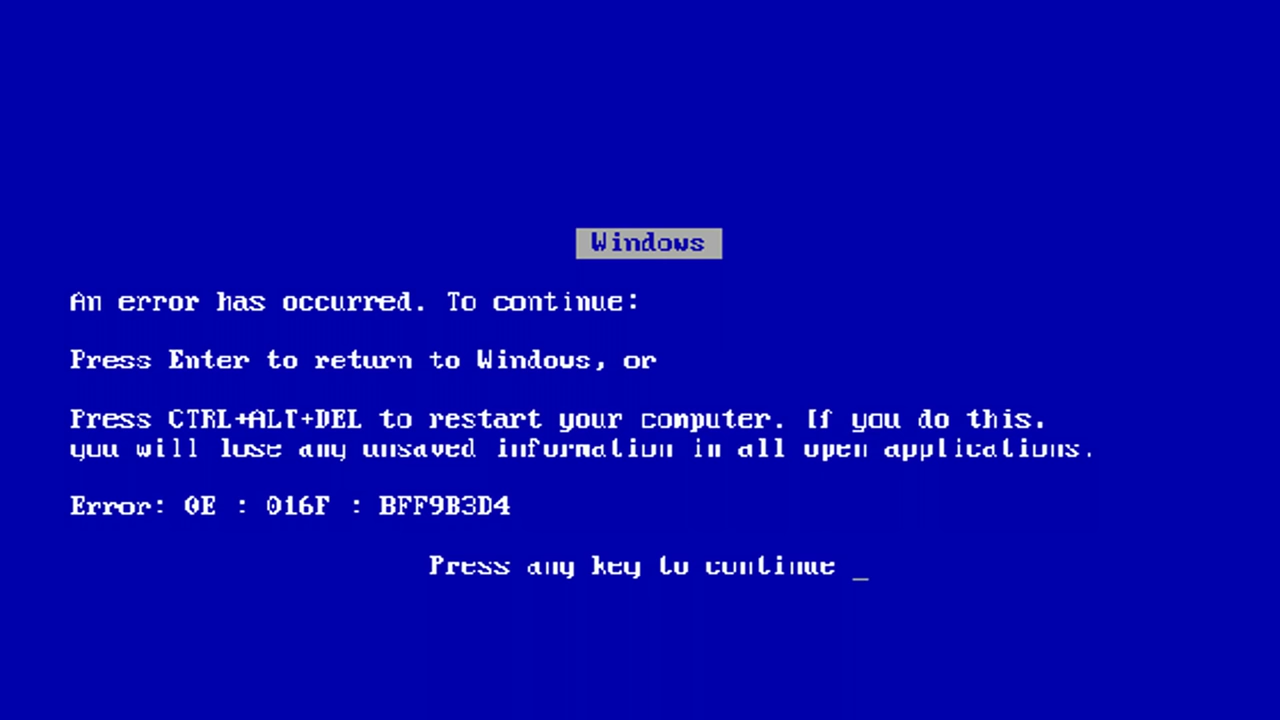 Windows
An error has occurred. To continue:
Press Enter to return to Windows, or
Press CTRL+ALT+DEL to restart your computer. If you do this.
you will lose any unsaved information in all open applications.
Error: 0E : 016F : BFF9B3D4
Press any key to continue _